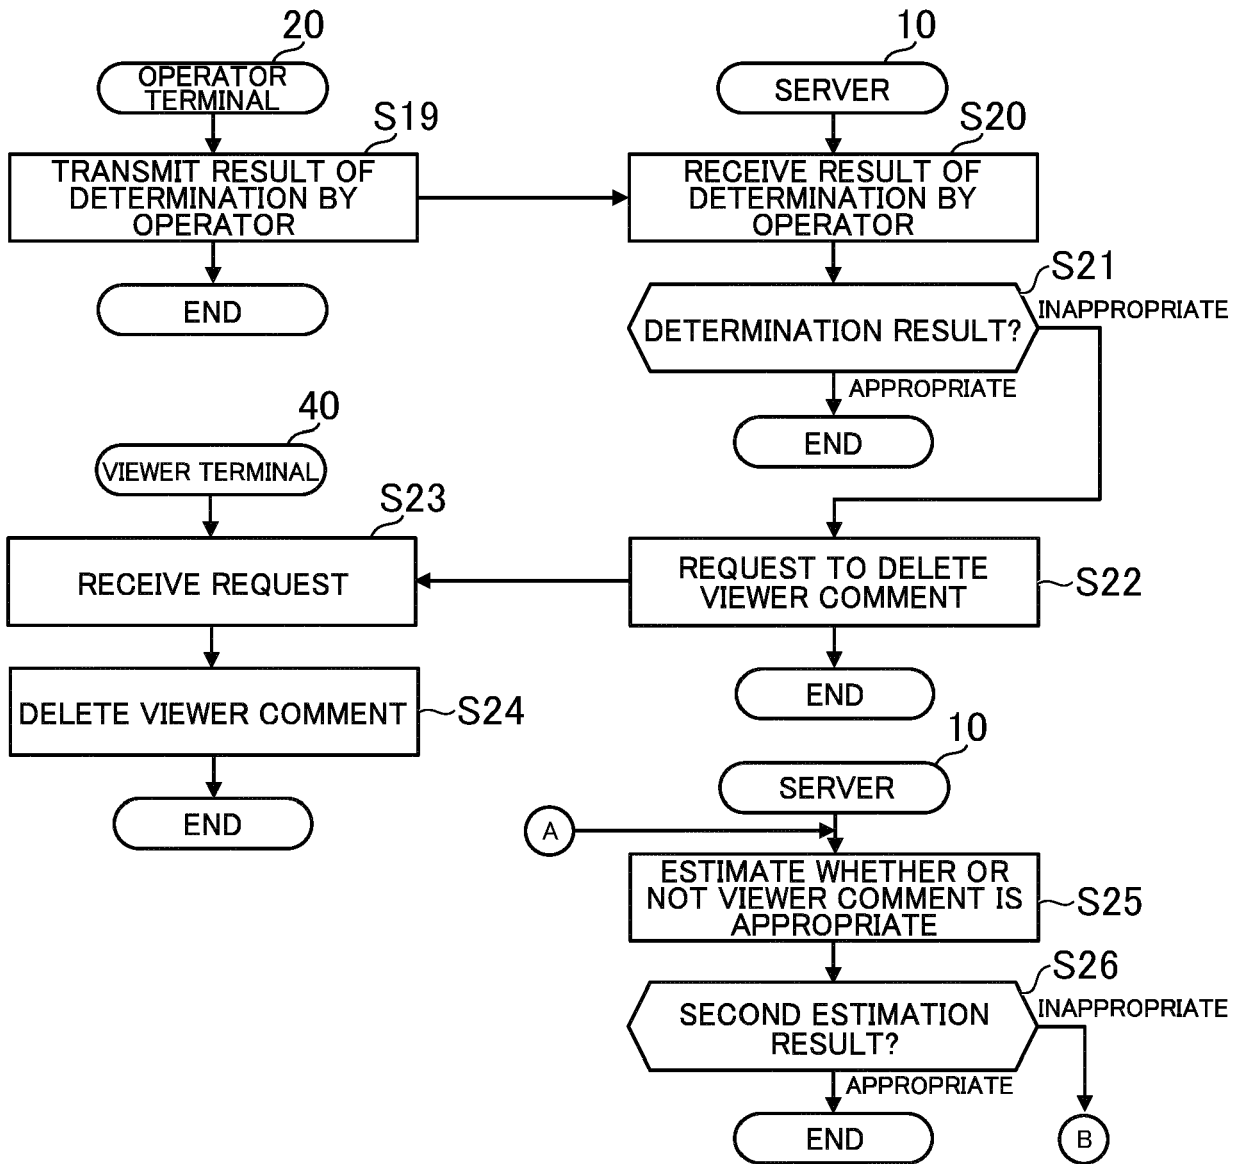 20
OPERATOR
TERMINAL
S19
TRANSMIT RESULT OF
DETERMINATION BY
OPERATOR
END
10
SERVER
S20
RECEIVE RESULT OF
DETERMINATION BY
OPERATOR
S21
DETERMINATION RESULT?
INAPPROPRIATE
APPROPRIATE
END
40
VIEWER TERMINAL
S23
RECEIVE REQUEST
REQUEST TO DELETE
VIEWER COMMENT
S22
END
DELETE VIEWER COMMENT
S24
END
10
SERVER
A
ESTIMATE WHETHER OR
NOT VIEWER COMMENT IS
APPROPRIATE
S25
S26
SECOND ESTIMATION
RESULT?
INAPPROPRIATE
APPROPRIATE
END
B